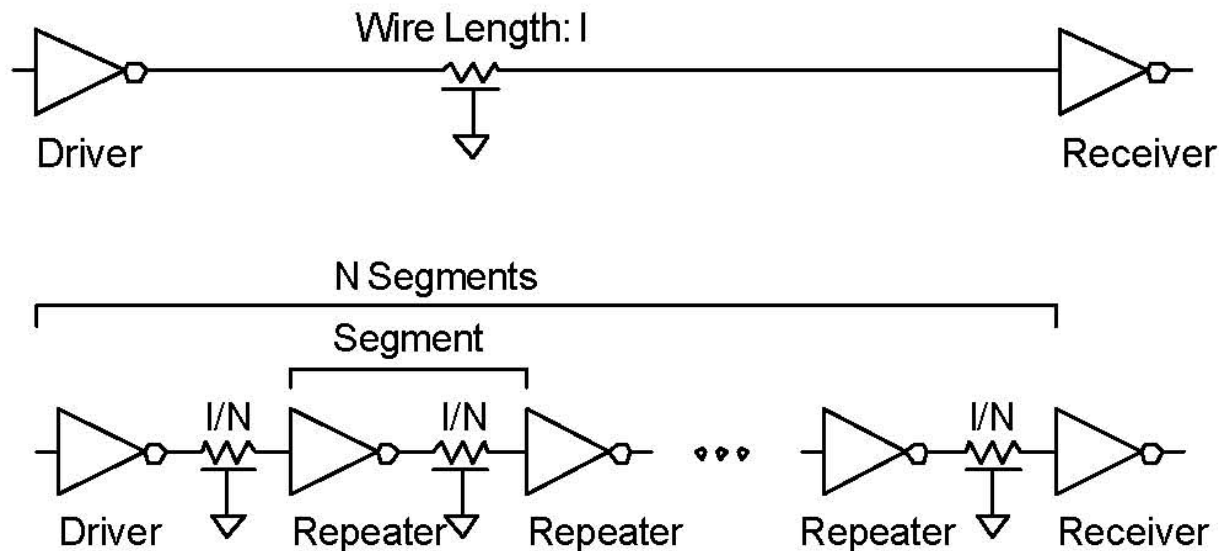 Wire Length: l
Driver
Receiver
N Segments
Segment
l/N
l/N
l/N
Driver
Repeater
Repeater
Repeater
Receiver